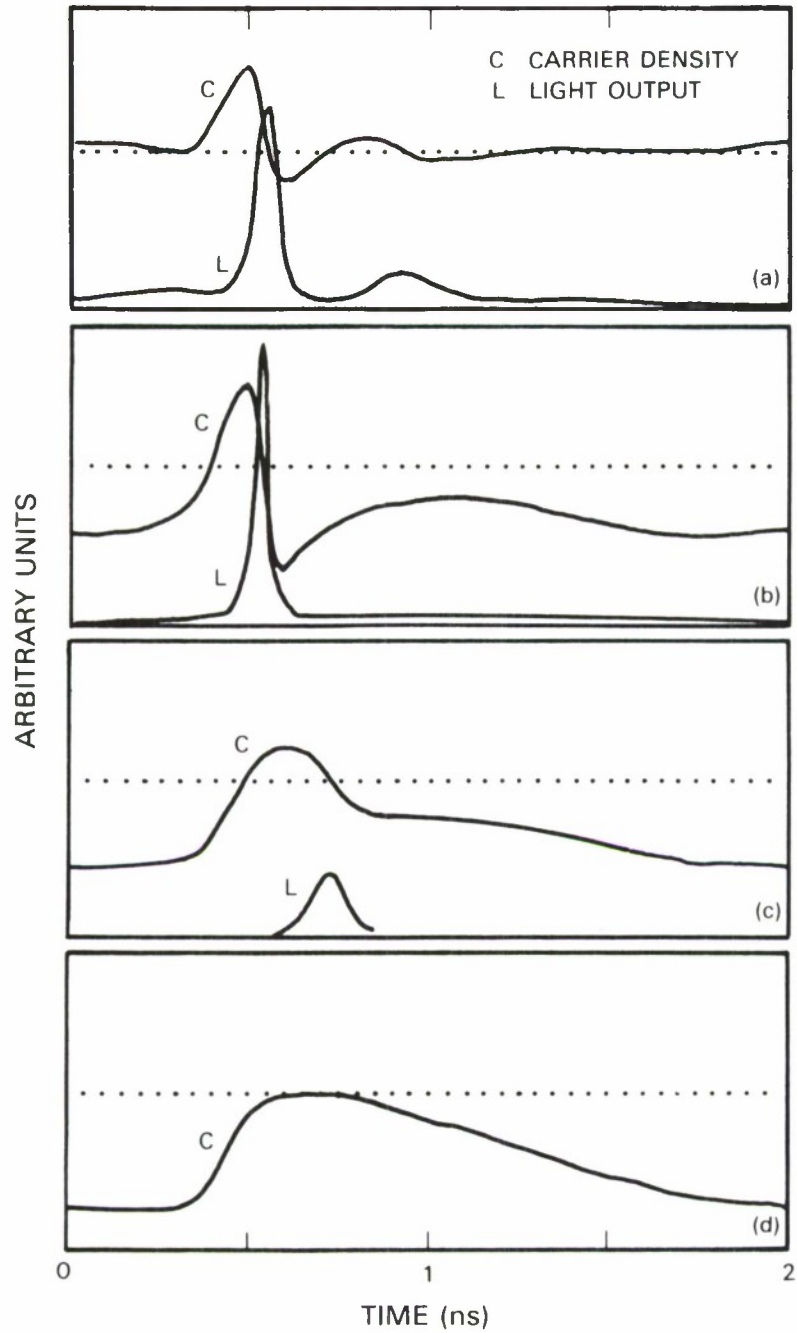 C CARRIER DENSITY
L LIGHT OUTPUT
C
L
(a)
C
L
(b)
C
L
(c)
C
(d)
ARBITRARY UNITS
0 1 2
TIME (ns)